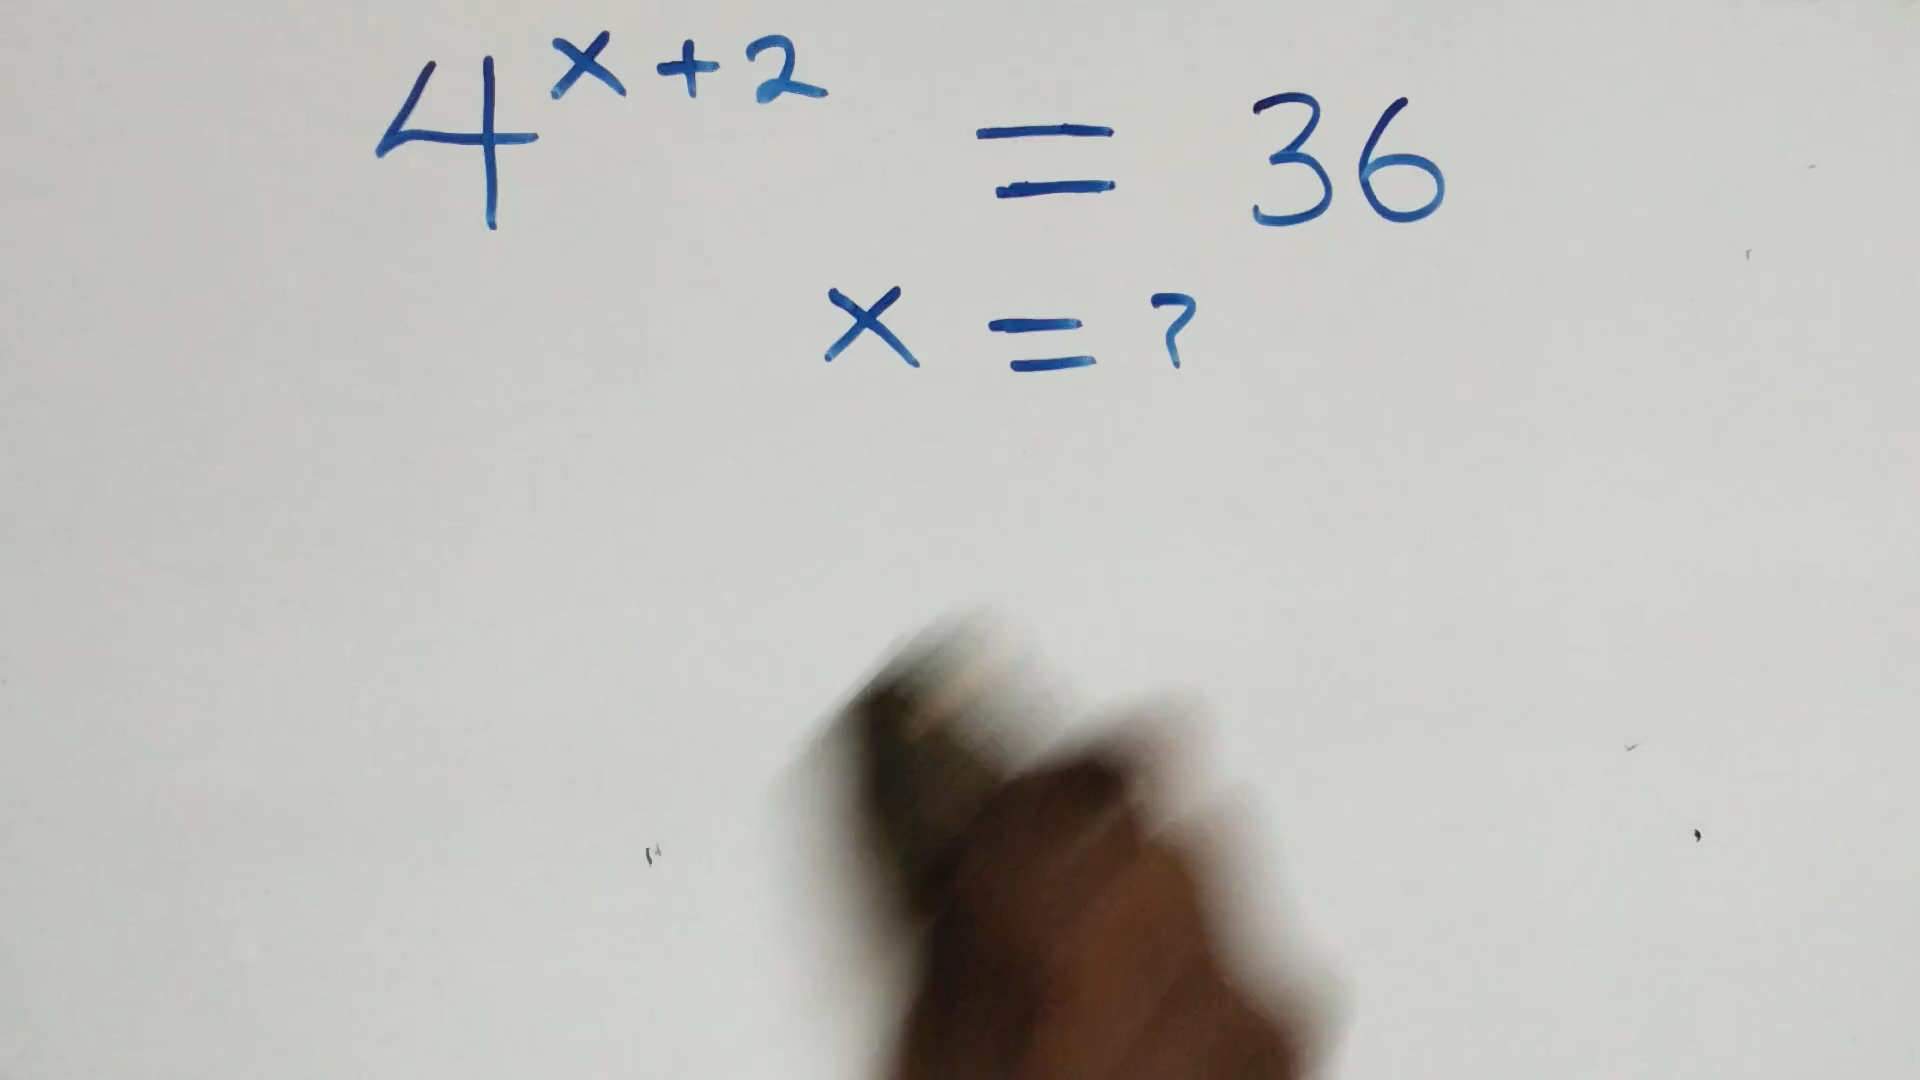 4^{x+2} = 36
x = ?